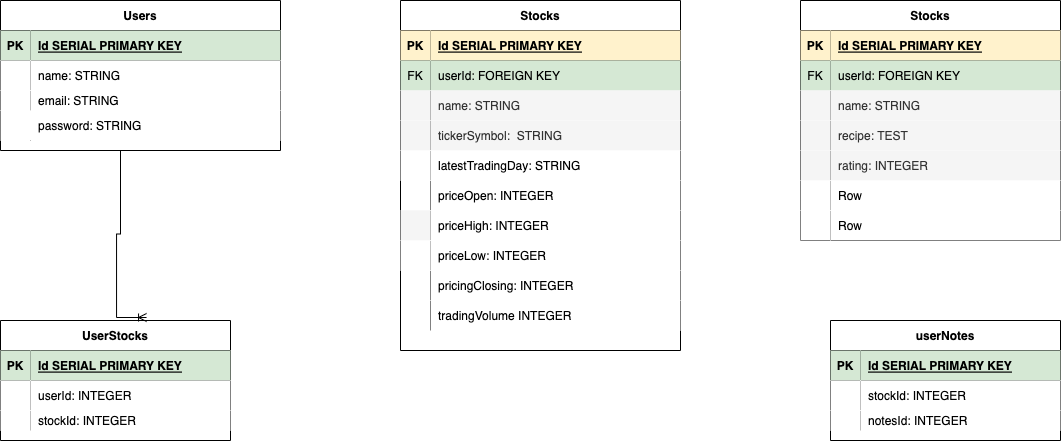 Users
PK Id SERIAL PRIMARY KEY
name: STRING
email: STRING
password: STRING
Stocks
PK Id SERIAL PRIMARY KEY
FK userId: FOREIGN KEY
name: STRING
tickerSymbol:  STRING
latestTradingDay: STRING
priceOpen: INTEGER
priceHigh: INTEGER
priceLow: INTEGER
pricingClosing: INTEGER
tradingVolume INTEGER
Stocks
PK Id SERIAL PRIMARY KEY
FK userId: FOREIGN KEY
name: STRING
recipe: TEST
rating: INTEGER
Row
Row
UserStocks
PK Id SERIAL PRIMARY KEY
userId: INTEGER
stockId: INTEGER
userNotes
PK Id SERIAL PRIMARY KEY
stockId: INTEGER
notesId: INTEGER